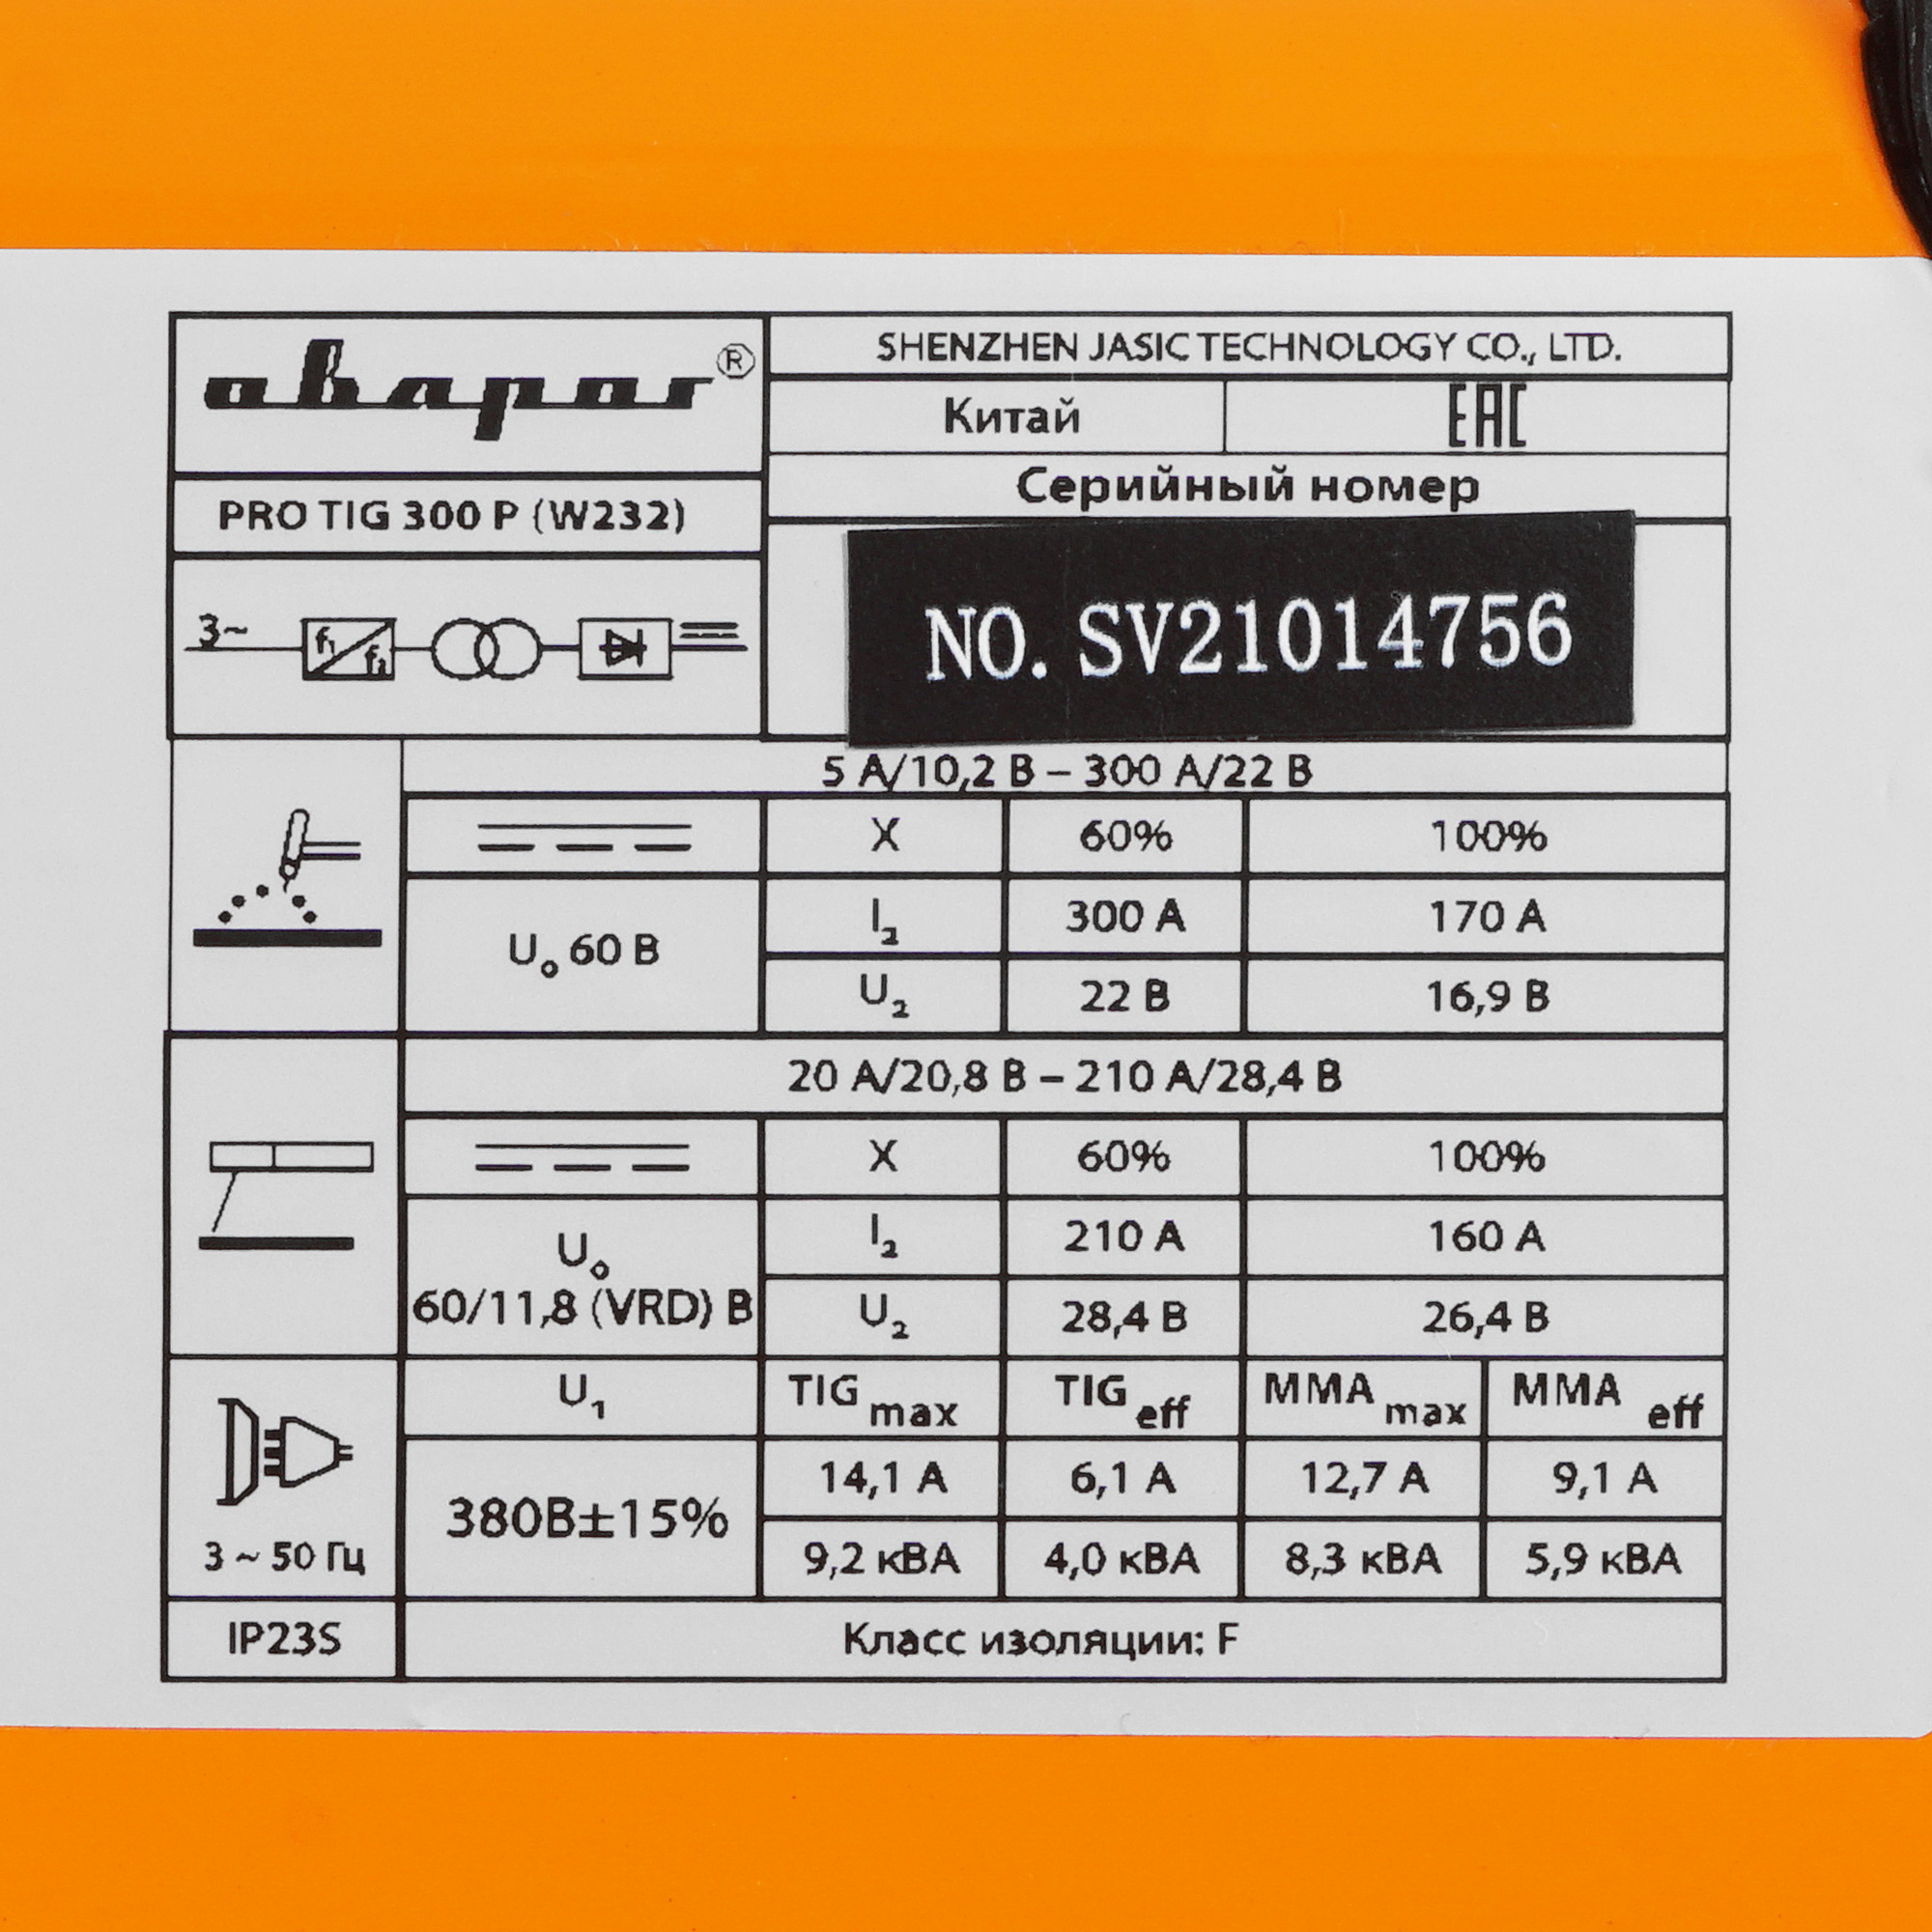 сварог®
SHENZHEN JASIC TECHNOLOGY CO., LTD.
Китай EAC
Серийный номер
PRO TIG 300 P (W232)
NO. SV21014756
3~ f₁ f₂
5 А/10,2 В – 300 А/22 В
X 60% 100%
I₂ 300 А 170 А
U₀ 60 В
U₂ 22 В 16,9 В
20 А/20,8 В – 210 А/28,4 В
X 60% 100%
I₂ 210 А 160 А
U₀
60/11,8 (VRD) В
U₂ 28,4 В 26,4 В
U₁ TIG max TIG eff MMA max MMA eff
14,1 А 6,1 А 12,7 А 9,1 А
380В±15%
3 ~ 50 Гц
9,2 кВА 4,0 кВА 8,3 кВА 5,9 кВА
IP23S Класс изоляции: F